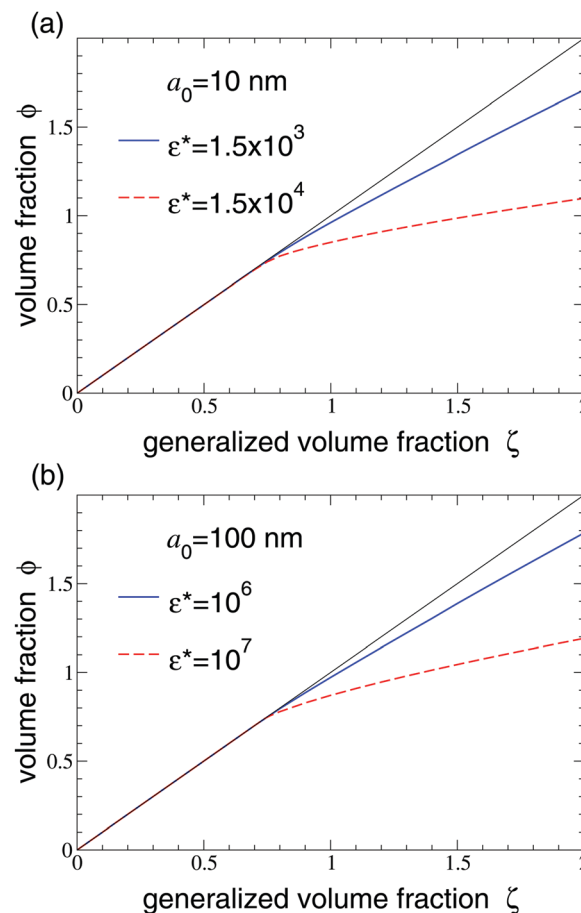 (a)
a₀=10 nm
ε*=1.5x10³
ε*=1.5x10⁴
volume fraction ϕ
1.5
1
0.5
0
0 0.5 1 1.5 2
generalized volume fraction ζ
(b)
a₀=100 nm
ε*=10⁶
ε*=10⁷
volume fraction ϕ
1.5
1
0.5
0
0 0.5 1 1.5 2
generalized volume fraction ζ